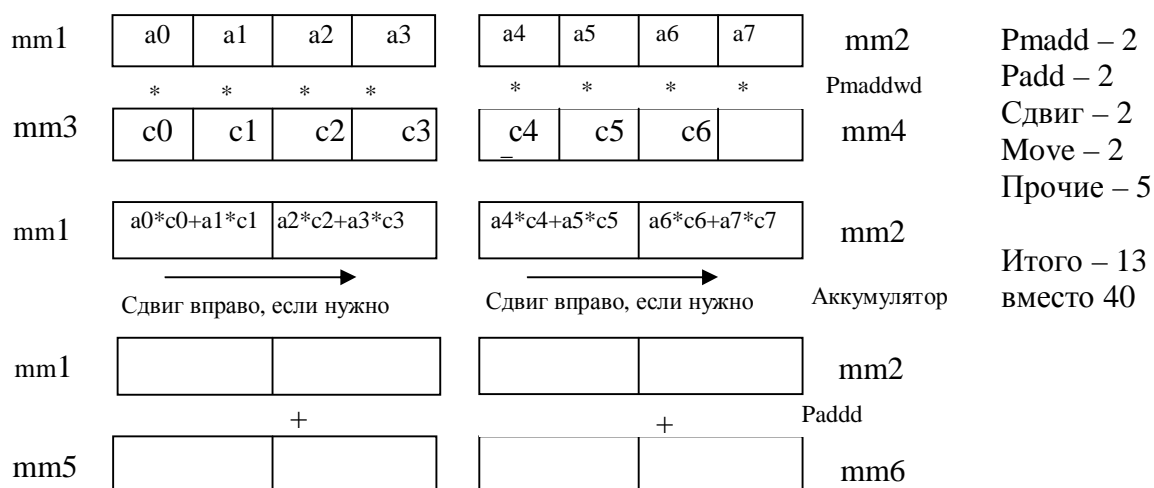 mm1 a0 a1 a2 a3 a4 a5 a6 a7 mm2
* * * * * * * * Pmaddwd
mm3 c0 c1 c2 c3 c4 c5 c6 mm4
mm1 a0*c0+a1*c1 a2*c2+a3*c3 a4*c4+a5*c5 a6*c6+a7*c7 mm2
Сдвиг вправо, если нужно Сдвиг вправо, если нужно Аккумулятор
mm1 mm2
+ + Paddd
mm5 mm6
Pmadd – 2
Padd – 2
Сдвиг – 2
Move – 2
Прочие – 5
Итого – 13
вместо 40